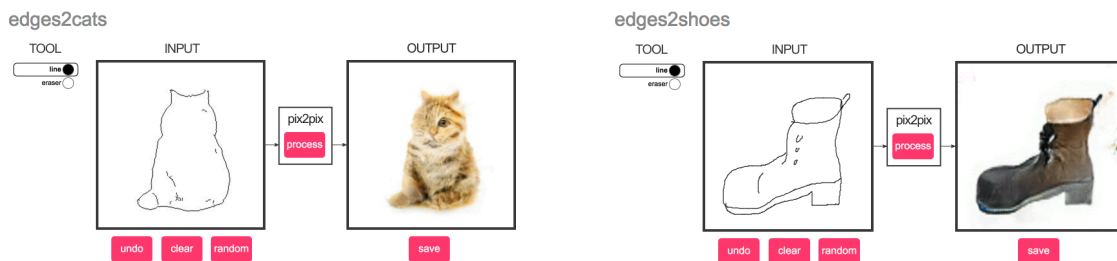 edges2cats
TOOL
line
eraser
INPUT
pix2pix
process
OUTPUT
undo
clear
random
save
edges2shoes
TOOL
line
eraser
INPUT
pix2pix
process
OUTPUT
undo
clear
random
save